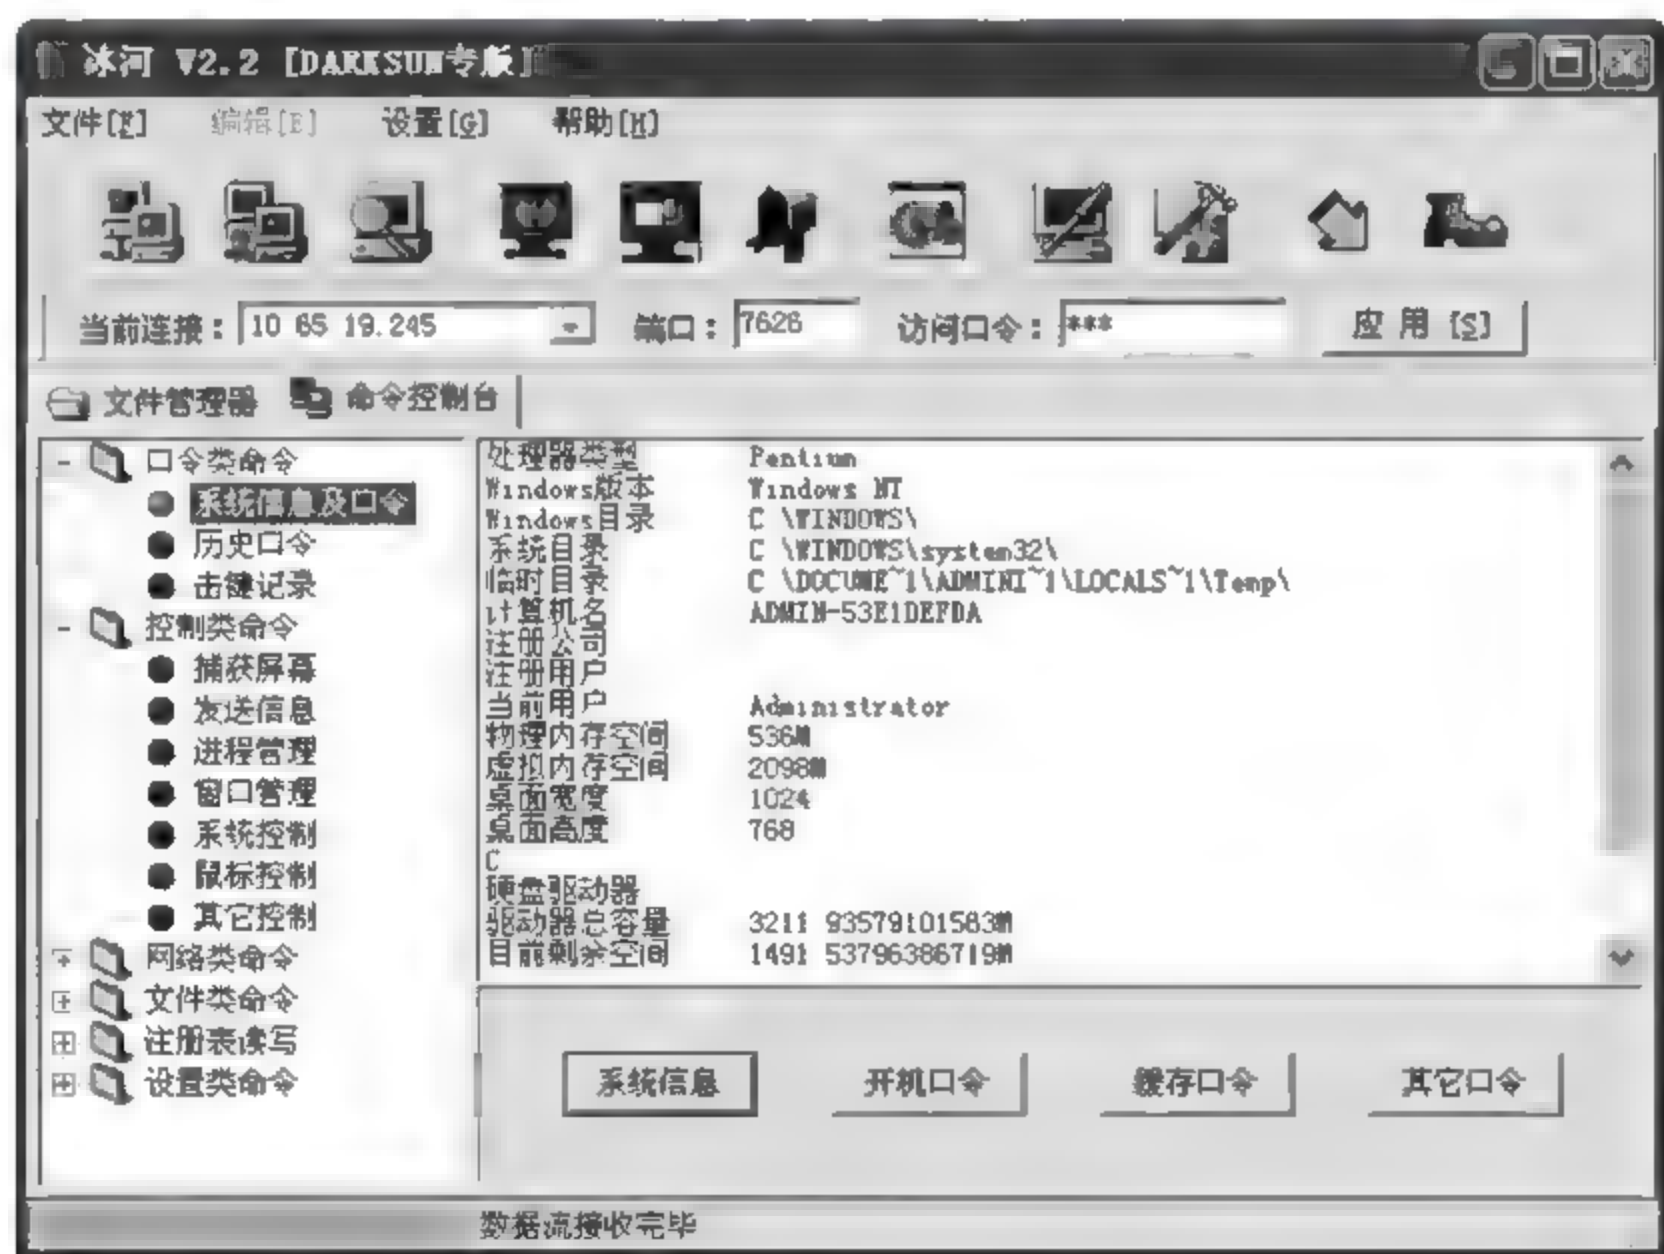 冰河 V2.2 [DARKSUN专版]
文件[F] 编辑[E] 设置[G] 帮助[H]
当前连接： 10 65 19.245 端口： 7626 访问口令： *** 应 用 [S]
文件管理器 命令控制台
口令类命令
系统信息及口令
历史口令
击键记录
控制类命令
捕获屏幕
发送信息
进程管理
窗口管理
系统控制
鼠标控制
其它控制
网络类命令
文件类命令
注册表读写
设置类命令
处理器类型 Pentium
Windows版本 Windows NT
Windows目录 C \WINDOWS\
系统目录 C \WINDOWS\system32\
临时目录 C \DOCUME~1\ADMINI~1\LOCALS~1\Temp\
计算机名 ADMIN-53E1DEFDA
注册公司
注册用户
当前用户 Administrator
物理内存空间 536M
虚拟内存空间 2098M
桌面宽度 1024
桌面高度 768
C
硬盘驱动器
驱动器总容量 3211 93579101583M
目前剩余空间 1491 53796386719M
系统信息 开机口令 缓存口令 其它口令
数据流接收完毕